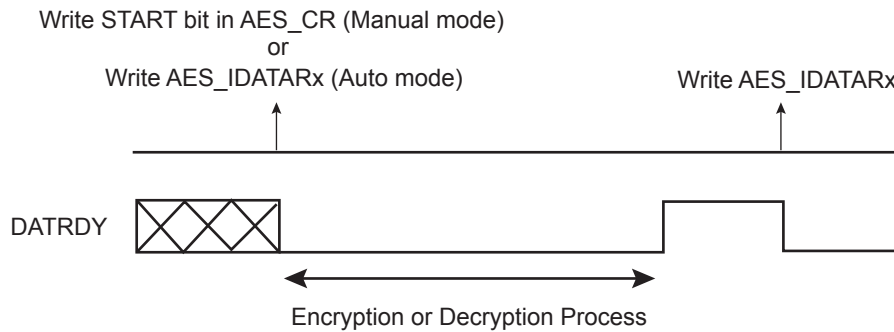 Write START bit in AES_CR (Manual mode)
or
Write AES_IDATARx (Auto mode)
Write AES_IDATARx
DATRDY
Encryption or Decryption Process